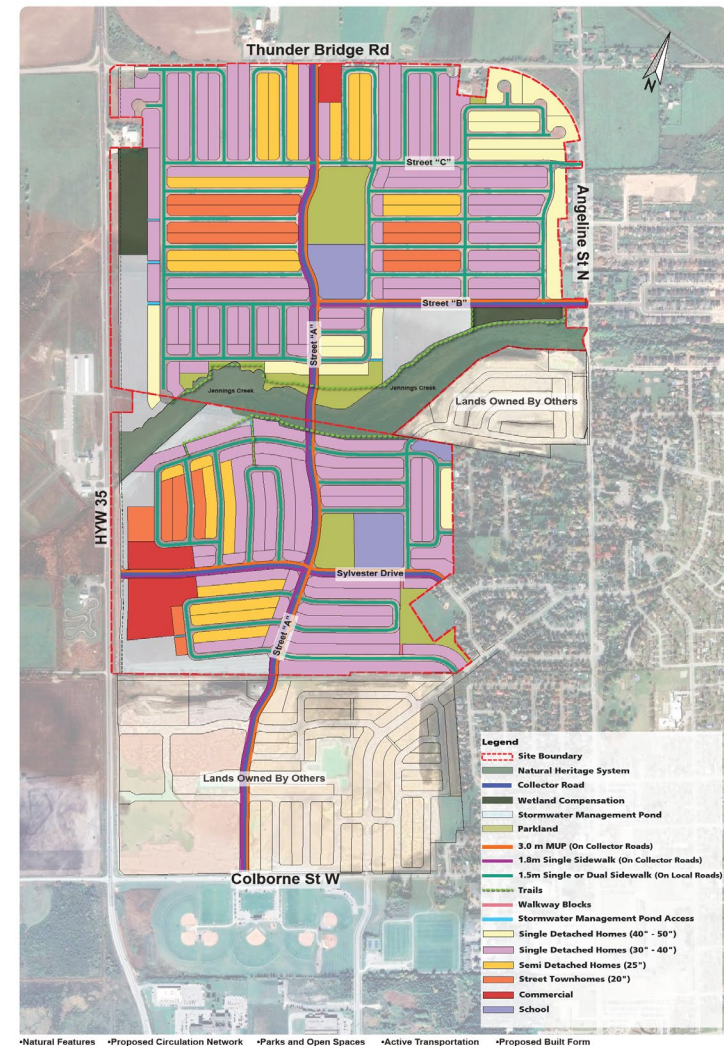 Thunder Bridge Rd
N
Street "C"
Angeline St N
Street "B"
Street "A"
Jennings Creek
Jennings Creek
Lands Owned By Others
HYW 35
Sylvester Drive
Street "A"
Lands Owned By Others
Colborne St W
Legend
Site Boundary
Natural Heritage System
Collector Road
Wetland Compensation
Stormwater Management Pond
Parkland
3.0 m MUP (On Collector Roads)
1.8m Single Sidewalk (On Collector Roads)
1.5m Single or Dual Sidewalk (On Local Roads)
Trails
Walkway Blocks
Stormwater Management Pond Access
Single Detached Homes (40" - 50")
Single Detached Homes (30" - 40")
Semi Detached Homes (25")
Street Townhomes (20")
Commercial
School
•Natural Features •Proposed Circulation Network •Parks and Open Spaces •Active Transportation •Proposed Built Form